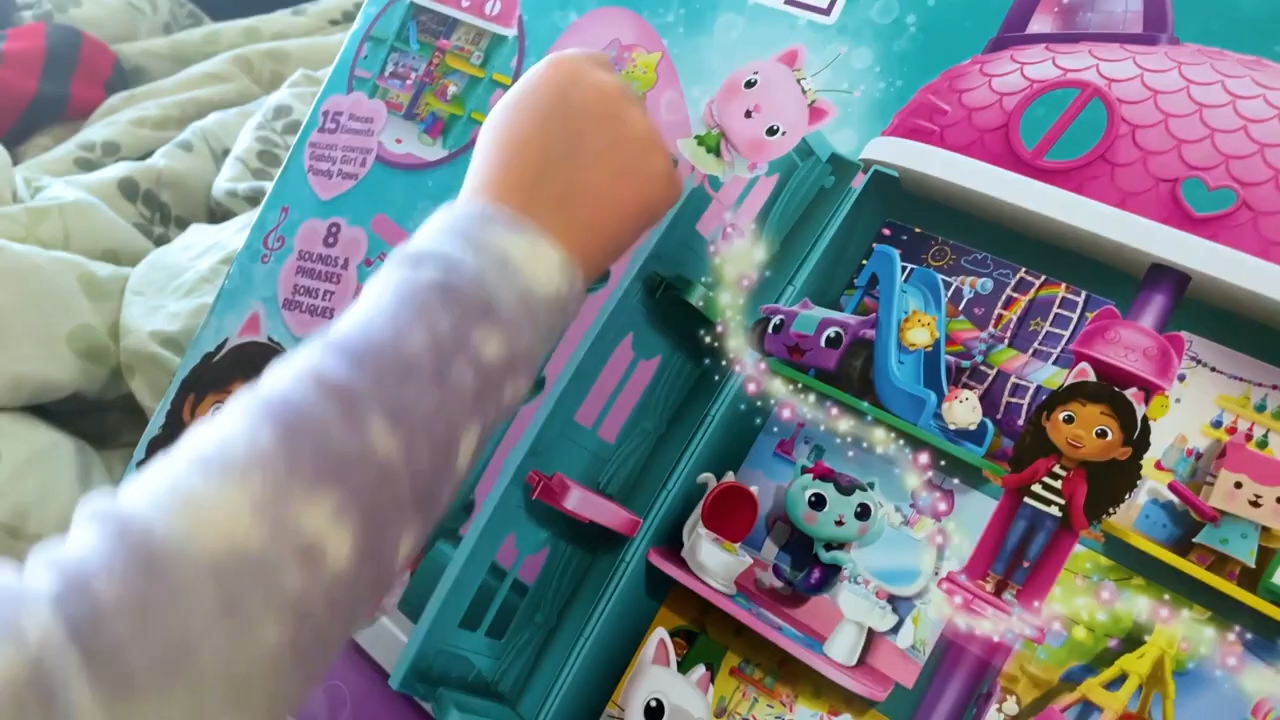 15 Pieces
Éléments
INCLUDES • CONTIENT
Gabby Girl &
Pandy Paws
8
SOUNDS &
PHRASES
SONS ET
RÉPLIQUES